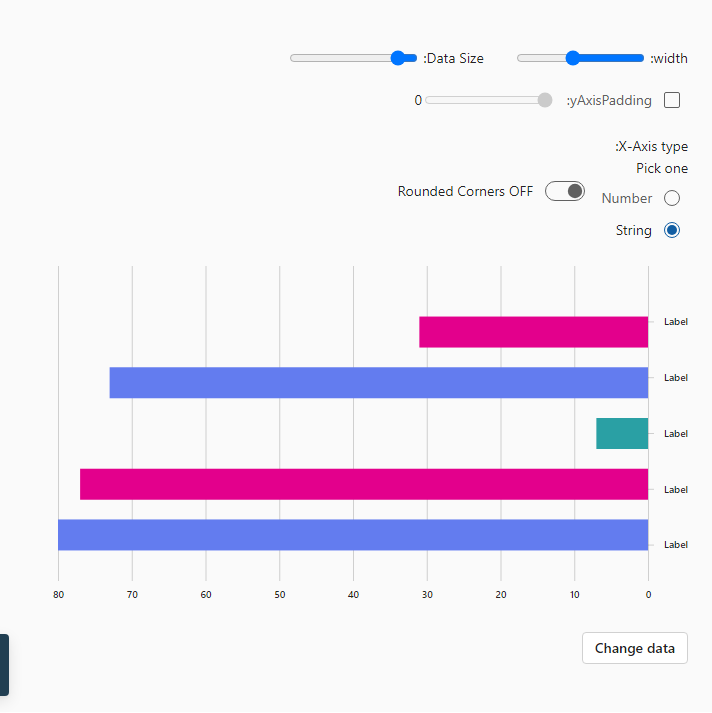 :width
:Data Size
:yAxisPadding
0
:X-Axis type
Pick one
Number
Rounded Corners OFF
String
Label
Label
Label
Label
Label
80 70 60 50 40 30 20 10 0
Change data